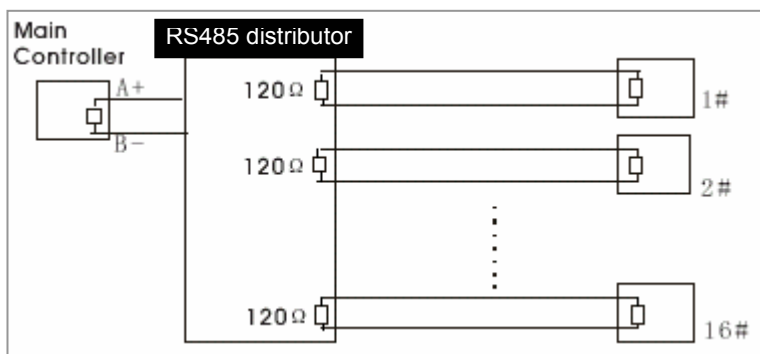 Main
Controller
RS485 distributor
A+
B-
120Ω
1#
120Ω
2#
120Ω
16#